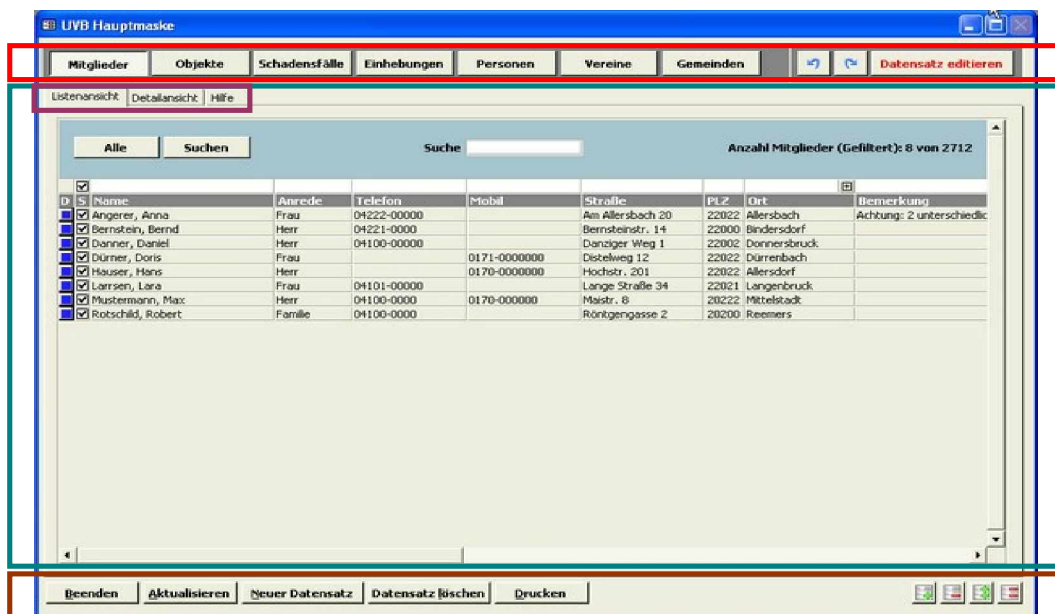 UVB Hauptmaske
Mitglieder Objekte Schadensfälle Einhebungen Personen Vereine Gemeinden Datensatz editieren
Listenansicht Detailansicht Hilfe
Alle Suchen Suche Anzahl Mitglieder (Gefiltert): 8 von 2712
D S Name Anrede Telefon Mobil Straße PLZ Ort Bemerkung
Angerer, Anna Frau 04222-00000 Am Allersbach 20 22022 Allersbach Achtung: 2 unterschiedlic
Bernstein, Bernd Herr 04221-0000 Bernsteinstr. 14 22000 Bindersdorf
Danner, Daniel Herr 04100-00000 Danziger Weg 1 22002 Donnersbruck
Dürner, Doris Frau 0171-0000000 Distelweg 12 22022 Dürrenbach
Hauser, Hans Herr 0170-0000000 Hochstr. 201 22022 Allersdorf
Larrsen, Lara Frau 04101-00000 Lange Straße 34 22021 Langenbruck
Mustermann, Max Herr 04100-0000 0170-000000 Maistr. 8 20222 Mittelstadt
Rotschild, Robert Familie 04100-0000 Röntgengasse 2 20200 Reemers
Beenden Aktualisieren Neuer Datensatz Datensatz löschen Drucken